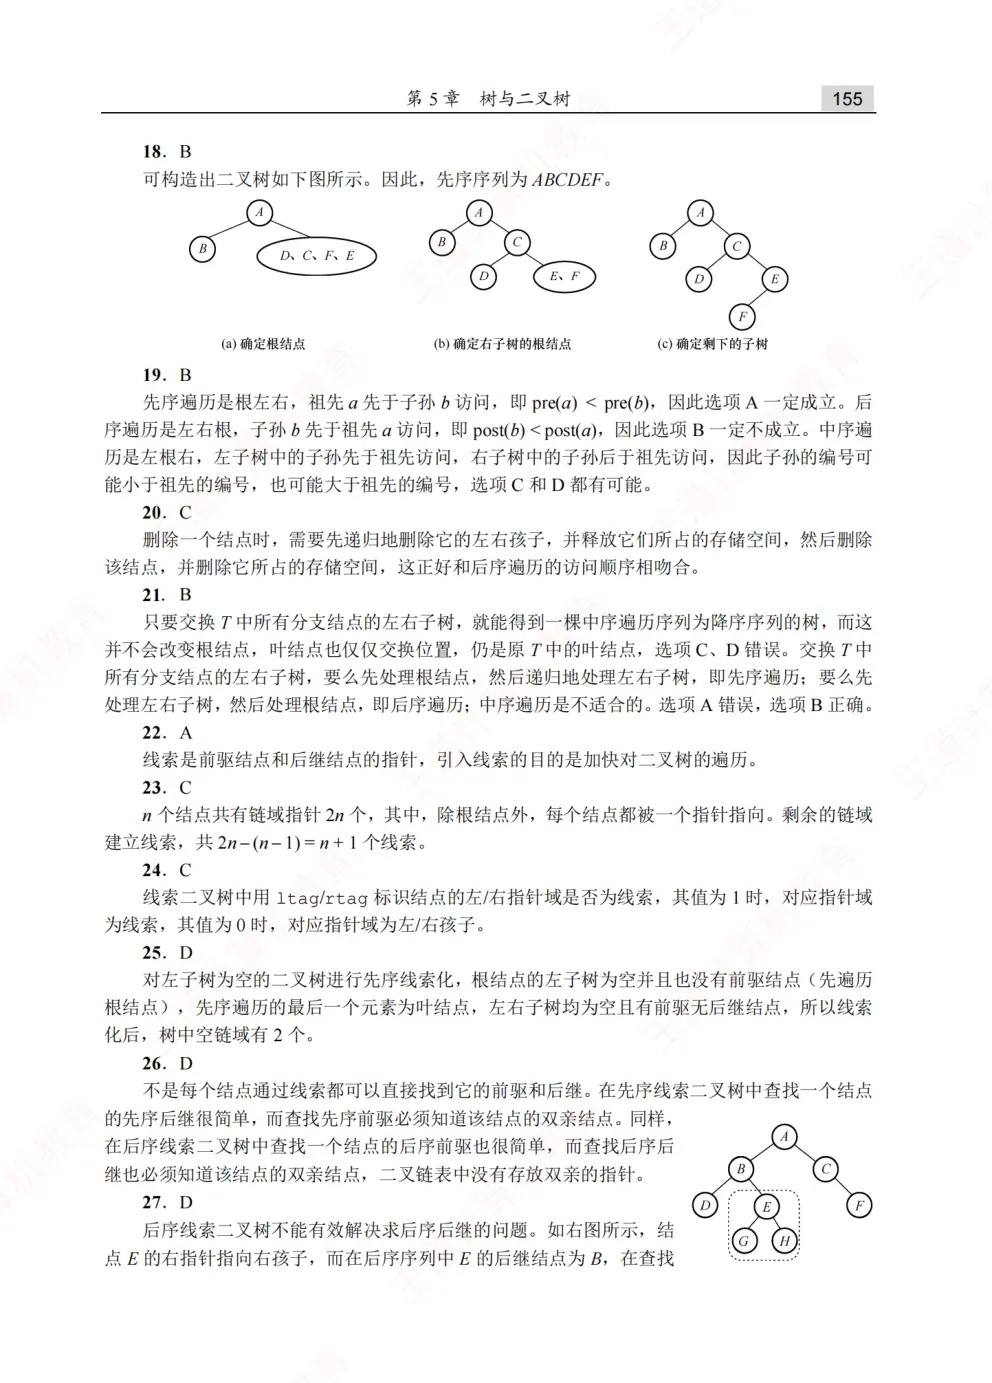 第 5 章 树与二叉树 155
18. B
可构造出二叉树如下图所示。因此，先序序列为 ABCDEF。
A
B
D、C、F、E
(a) 确定根结点
A
B
C
D
E、F
(b) 确定右子树的根结点
A
B
C
D
E
F
(c) 确定剩下的子树
19. B
先序遍历是根左右，祖先 a 先于子孙 b 访问，即 pre(a) < pre(b)，因此选项 A 一定成立。后
序遍历是左右根，子孙 b 先于祖先 a 访问，即 post(b) < post(a)，因此选项 B 一定不成立。中序遍
历是左根右，左子树中的子孙先于祖先访问，右子树中的子孙后于祖先访问，因此子孙的编号可
能小于祖先的编号，也可能大于祖先的编号，选项 C 和 D 都有可能。
20. C
删除一个结点时，需要先递归地删除它的左右孩子，并释放它们所占的存储空间，然后删除
该结点，并删除它所占的存储空间，这正好和后序遍历的访问顺序相吻合。
21. B
只要交换 T 中所有分支结点的左右子树，就能得到一棵中序遍历序列为降序序列的树，而这
并不会改变根结点，叶结点也仅仅交换位置，仍是原 T 中的叶结点，选项 C、D 错误。交换 T 中
所有分支结点的左右子树，要么先处理根结点，然后递归地处理左右子树，即先序遍历；要么先
处理左右子树，然后处理根结点，即后序遍历；中序遍历是不适合的。选项 A 错误，选项 B 正确。
22. A
线索是前驱结点和后继结点的指针，引入线索的目的是加快对二叉树的遍历。
23. C
n 个结点共有链域指针 2n 个，其中，除根结点外，每个结点都被一个指针指向。剩余的链域
建立线索，共 2n – (n – 1) = n + 1 个线索。
24. C
线索二叉树中用 ltag/rtag 标识结点的左/右指针域是否为线索，其值为 1 时，对应指针域
为线索，其值为 0 时，对应指针域为左/右孩子。
25. D
对左子树为空的二叉树进行先序线索化，根结点的左子树为空并且也没有前驱结点（先遍历
根结点），先序遍历的最后一个元素为叶结点，左右子树均为空且有前驱无后继结点，所以线索
化后，树中空链域有 2 个。
26. D
不是每个结点通过线索都可以直接找到它的前驱和后继。在先序线索二叉树中查找一个结点
的先序后继很简单，而查找先序前驱必须知道该结点的双亲结点。同样，
在后序线索二叉树中查找一个结点的后序前驱也很简单，而查找后序后
继也必须知道该结点的双亲结点，二叉链表中没有存放双亲的指针。
27. D
后序线索二叉树不能有效解决求后序后继的问题。如右图所示，结
点 E 的右指针指向右孩子，而在后序序列中 E 的后继结点为 B，在查找
A
B
C
D
E
F
G
H